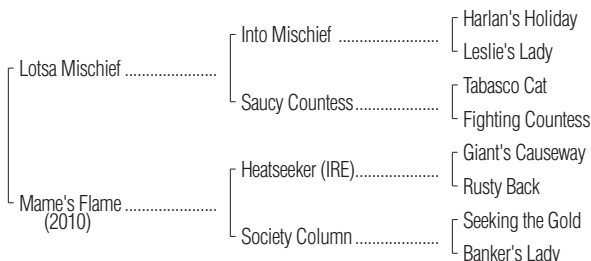 Harlan's Holiday
Into Mischief ........................
Leslie's Lady
Lotsa Mischief ......................
Tabasco Cat
Saucy Countess....................
Fighting Countess
Giant's Causeway
Heatseeker (IRE)....................
Rusty Back
Mame's Flame ......................
(2010)
Seeking the Gold
Society Column .....................
Banker's Lady